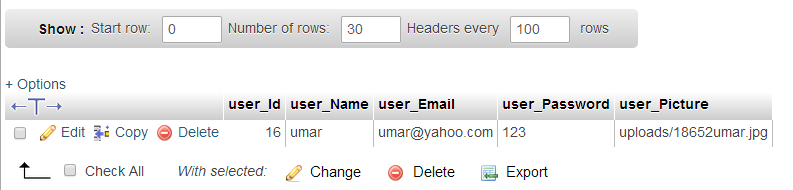 Show : Start row: 0 Number of rows: 30 Headers every 100 rows
+ Options
user_Id user_Name user_Email user_Password user_Picture
Edit Copy Delete 16 umar umar@yahoo.com 123 uploads/18652umar.jpg
Check All With selected: Change Delete Export